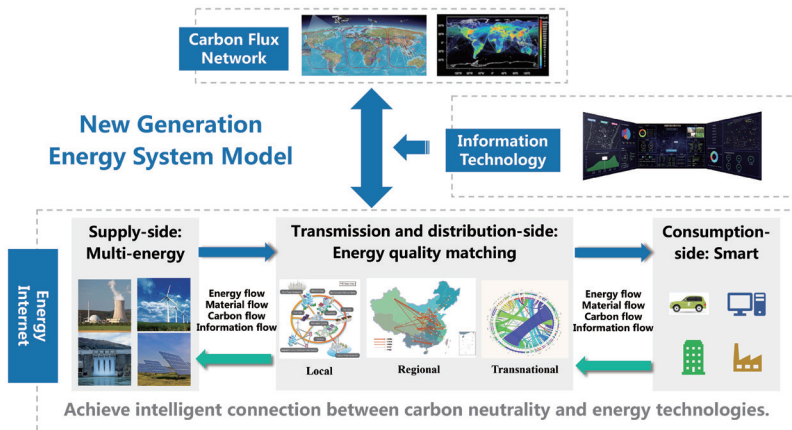 Carbon Flux
Network
New Generation
Energy System Model
Information
Technology
Energy
Internet
Supply-side:
Multi-energy
Transmission and distribution-side:
Energy quality matching
Consumption-
side: Smart
Energy flow
Material flow
Carbon flow
Information flow
Energy flow
Material flow
Carbon flow
Information flow
Local
Regional
Transnational
Achieve intelligent connection between carbon neutrality and energy technologies.